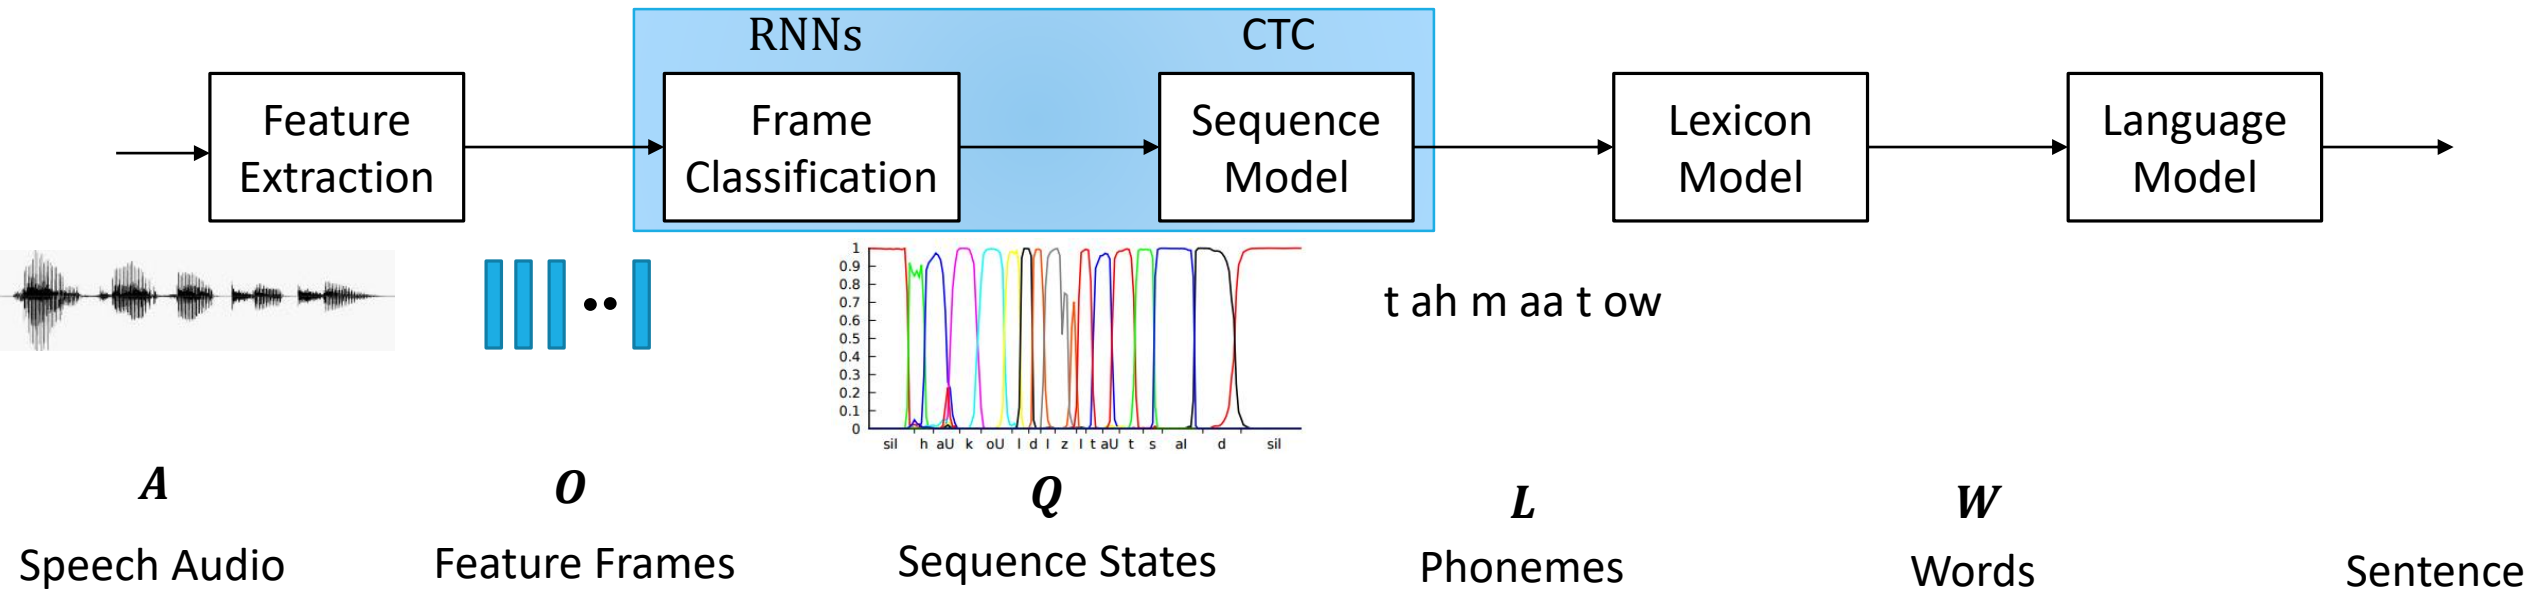 RNNs
CTC
Feature
Extraction
Frame
Classification
Sequence
Model
Lexicon
Model
Language
Model
1
0.9
0.8
0.7
0.6
0.5
0.4
0.3
0.2
0.1
0
sil h aU k oU l d I z I t aU t s aI d sil
t ah m aa t ow
A
O
Q
L
W
Speech Audio
Feature Frames
Sequence States
Phonemes
Words
Sentence